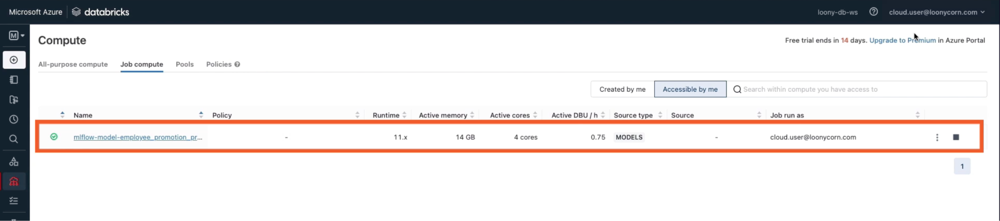 Microsoft Azure databricks loony-db-ws cloud.user@loonycorn.com
M
Compute Free trial ends in 14 days. Upgrade to Premium in Azure Portal
All-purpose compute Job compute Pools Policies ?
Created by me Accessible by me Search within compute you have access to
Name Policy Runtime Active memory Active cores Active DBU / h Source type Source Job run as
mlflow-model-employee_promotion_pr... - 11.x 14 GB 4 cores 0.75 MODELS - cloud.user@loonycorn.com
1